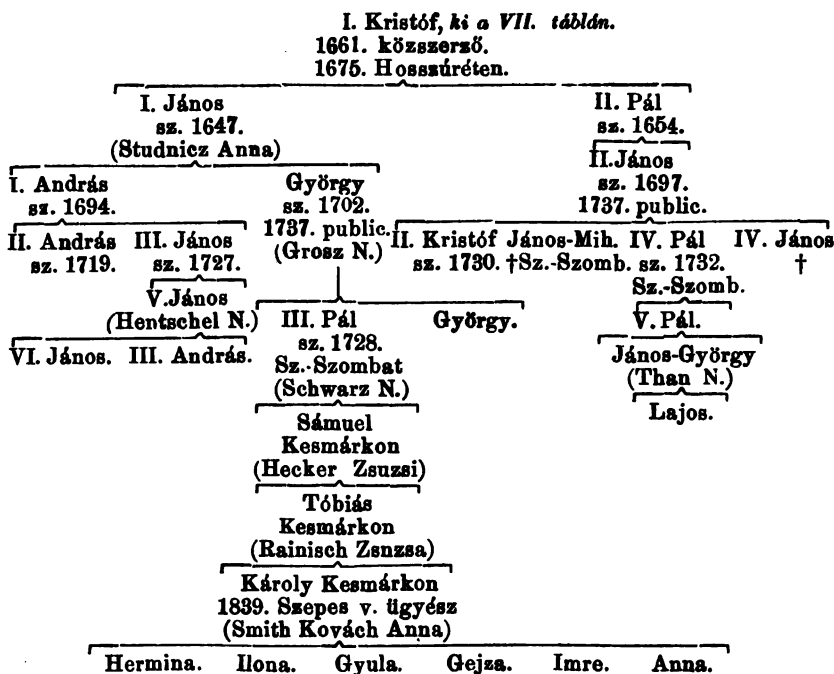 I. Kristóf, ki a VII. táblán.
1661. közszerző.
1675. Hosszúréten.
I. János II. Pál
sz. 1647. sz. 1654.
(Studnicz Anna) II.János
I. András György sz. 1697.
sz. 1694. sz. 1702. 1737. public.
1737. public.
II. András III. János (Grosz N.) II. Kristóf János-Mih. IV. Pál IV. János
sz. 1719. sz. 1727. sz. 1730. †Sz.-Szomb. sz. 1732. †
V.János Sz.-Szomb.
(Hentschel N.) III. Pál György. V. Pál.
VI. János. III. András. sz. 1728. János-György
Sz.-Szombat (Than N.)
(Schwarz N.) Lajos.
Sámuel
Kesmárkon
(Hecker Zsuzsi)
Tóbiás
Kesmárkon
(Rainisch Zsnzsa)
Károly Kesmárkon
1839. Szepes v. ügyész
(Smith Kovách Anna)
Hermina. Ilona. Gyula. Gejza. Imre. Anna.